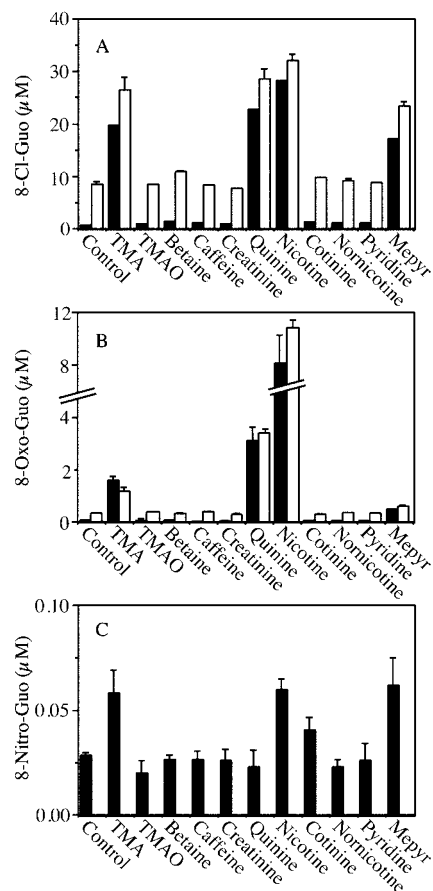 A
8-Cl-Guo (µM)
40
30
20
10
0
Control
TMA
TMAO
Betaine
Caffeine
Creatinine
Quinine
Nicotine
Cotinine
Nornicotine
Pyridine
Mepyr
B
8-Oxo-Guo (µM)
12
8
4
2
0
Control
TMA
TMAO
Betaine
Caffeine
Creatinine
Quinine
Nicotine
Cotinine
Nornicotine
Pyridine
Mepyr
C
8-Nitro-Guo (µM)
0.10
0.05
0.00
Control
TMA
TMAO
Betaine
Caffeine
Creatinine
Quinine
Nicotine
Cotinine
Nornicotine
Pyridine
Mepyr